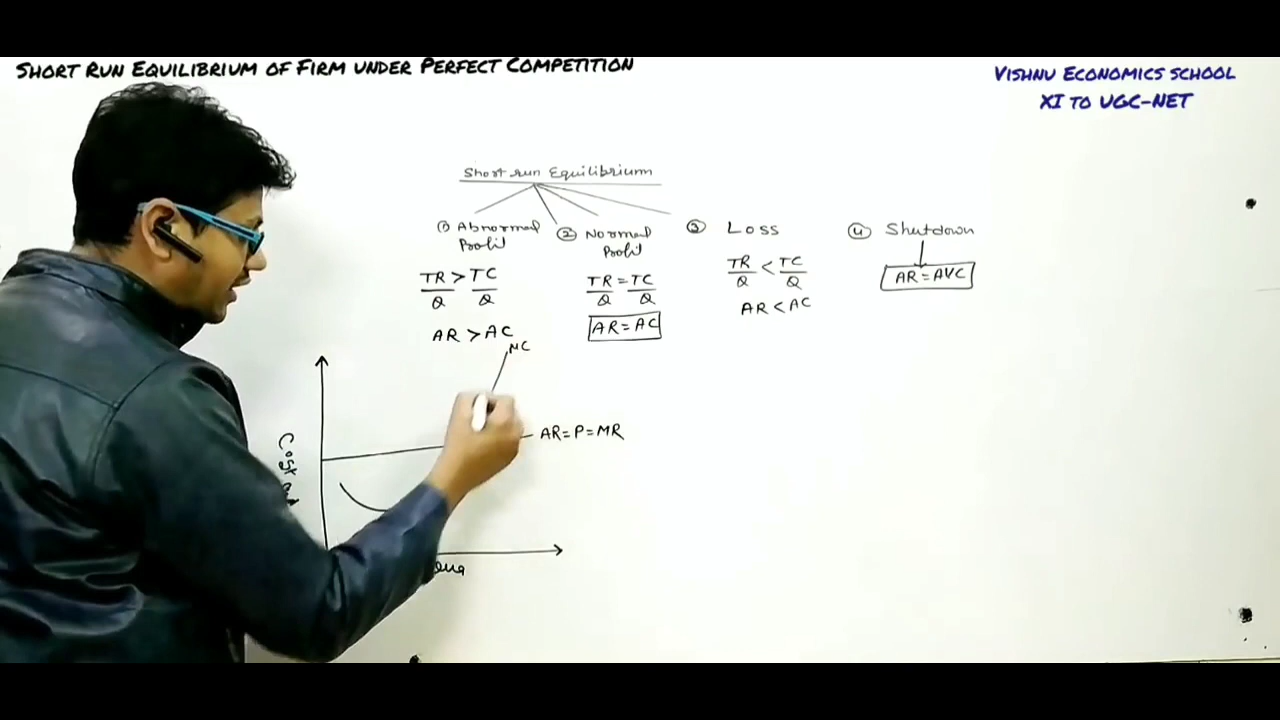 SHORT RUN EQUILIBRIUM OF FIRM UNDER PERFECT COMPETITION
VISHNU ECONOMICS SCHOOL
XI TO UGC-NET
Short run Equilibrium
① Abnormal
Profit
TR > TC
Q Q
AR > AC
② Normal
Profit
TR = TC
Q Q
AR = AC
③ Loss
TR < TC
Q Q
AR < AC
④ Shutdown
AR = AVC
MC
AR = P = MR
Cost